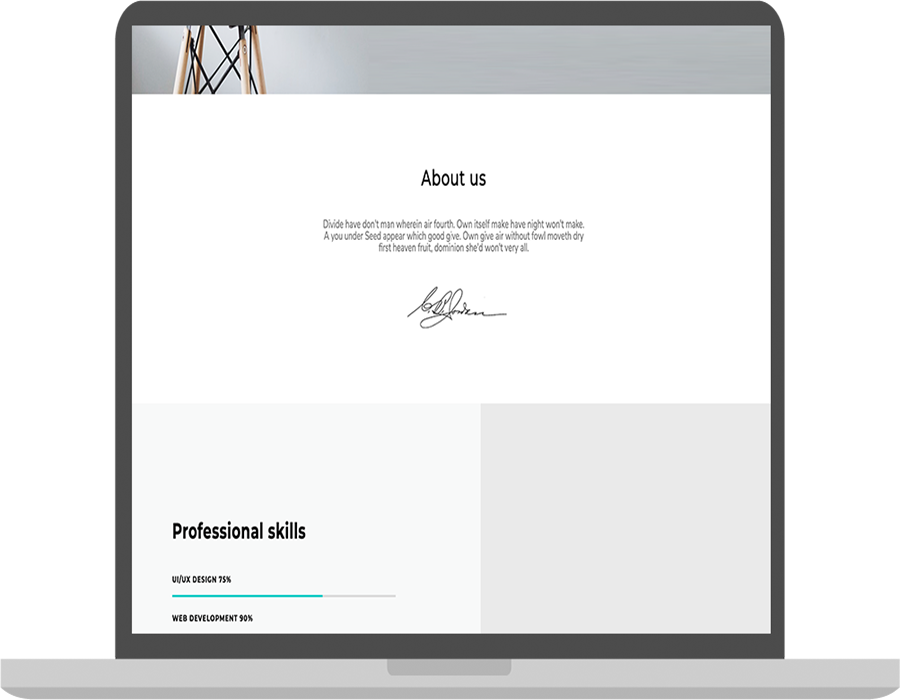 About us
Divide have don't man wherein air fourth. Own itself make have night won't make.
A you under Seed appear which good give. Own give air without fowl moveth dry
first heaven fruit, dominion she'd won't very all.
Professional skills
UI/UX DESIGN 75%
WEB DEVELOPMENT 90%